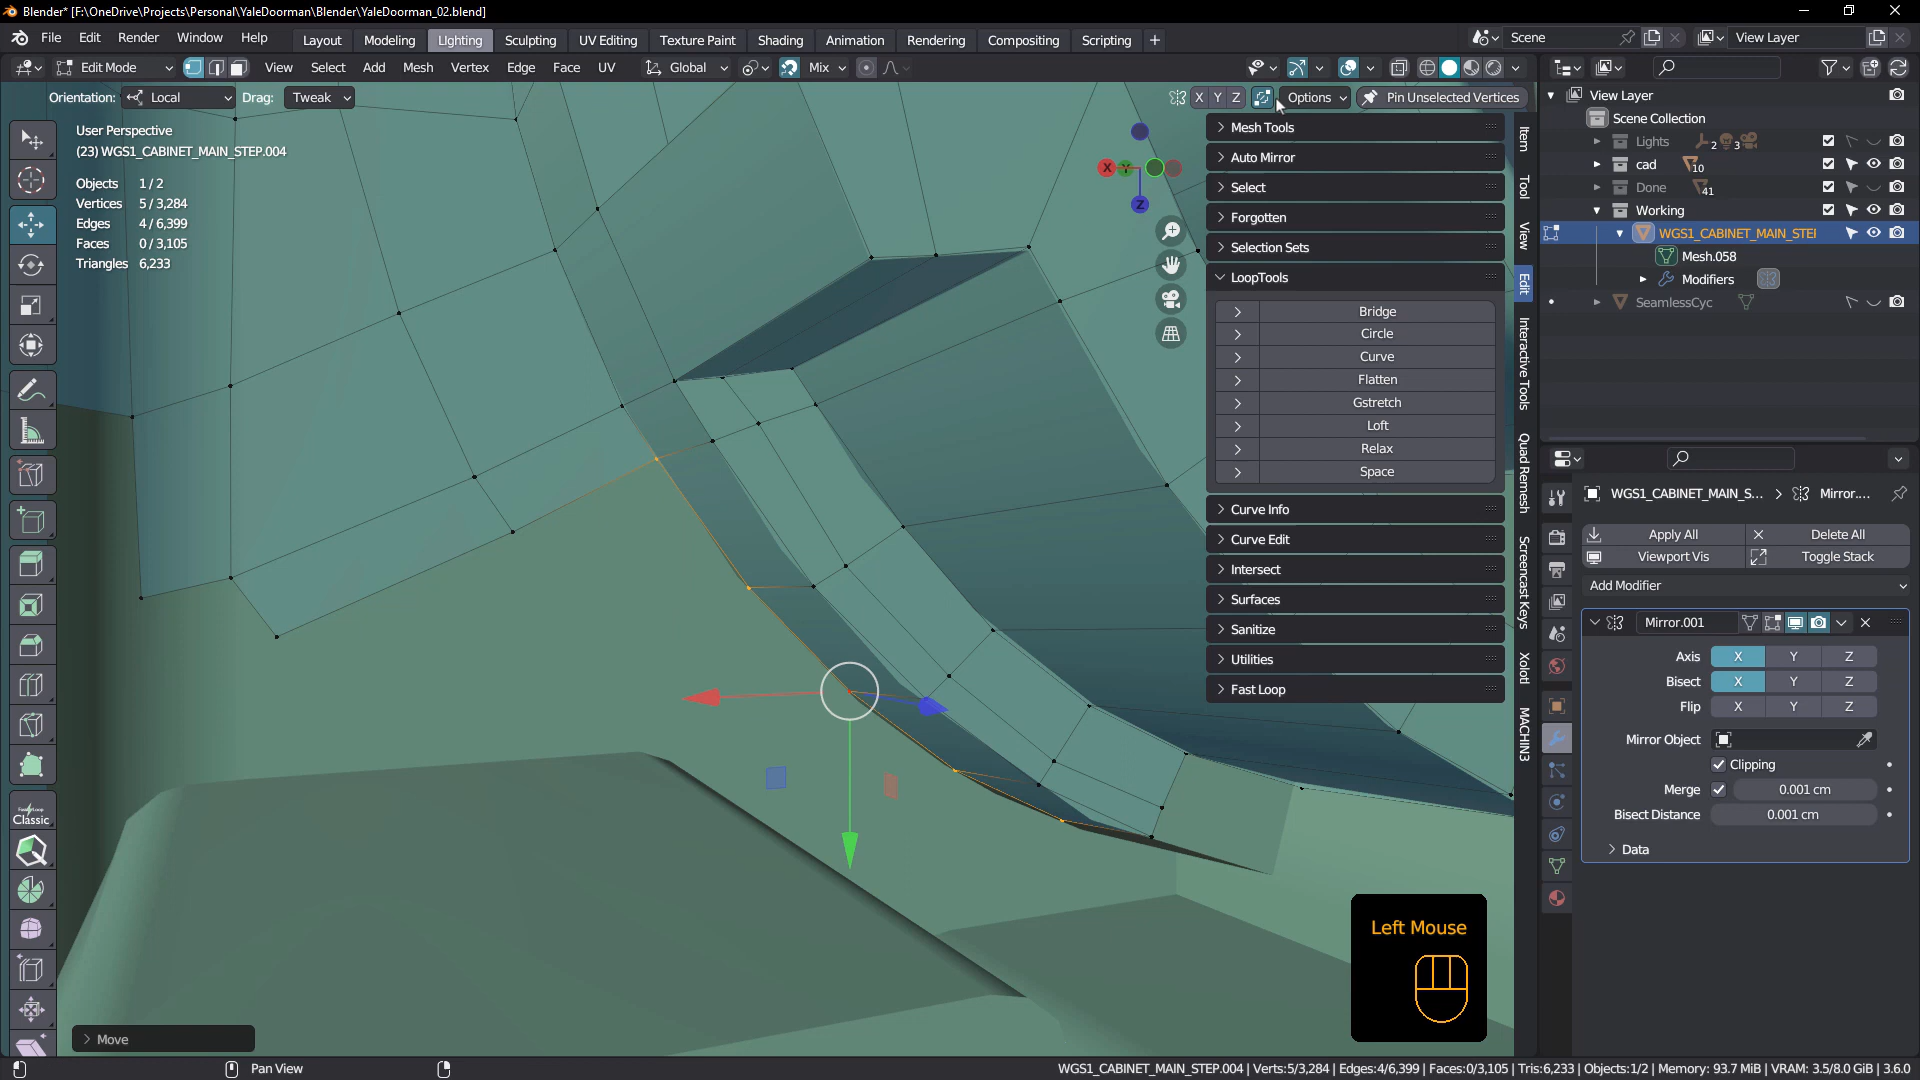 Blender* [F:\OneDrive\Projects\Personal\YaleDoorman\Blender\YaleDoorman_02.blend]
File Edit Render Window Help Layout Modeling Lighting Sculpting UV Editing Texture Paint Shading Animation Rendering Compositing Scripting + Scene View Layer
Edit Mode View Select Add Mesh Vertex Edge Face UV Global Mix
Orientation: Local Drag: Tweak X Y Z Options Pin Unselected Vertices
User Perspective
(23) WGS1_CABINET_MAIN_STEP.004
Objects 1 / 2
Vertices 5 / 3,284
Edges 4 / 6,399
Faces 0 / 3,105
Triangles 6,233
FastLoop
Classic
X Y
Z
Mesh Tools
Auto Mirror
Select
Forgotten
Selection Sets
LoopTools
Bridge
Circle
Curve
Flatten
Gstretch
Loft
Relax
Space
Curve Info
Curve Edit
Intersect
Surfaces
Sanitize
Utilities
Fast Loop
Item
Tool
View
Edit
Interactive Tools
Quad Remesh
Screencast Keys
Xolotl
MACHIN3
View Layer
Scene Collection
Lights 2 3
cad 10
Done 41
Working
WGS1_CABINET_MAIN_STEI
Mesh.058
Modifiers
SeamlessCyc
WGS1_CABINET_MAIN_S... Mirror....
Apply All Delete All
Viewport Vis Toggle Stack
Add Modifier
Mirror.001
Axis X Y Z
Bisect X Y Z
Flip X Y Z
Mirror Object
Clipping
Merge 0.001 cm
Bisect Distance 0.001 cm
Data
Left Mouse
Move
Pan View
WGS1_CABINET_MAIN_STEP.004 | Verts:5/3,284 | Edges:4/6,399 | Faces:0/3,105 | Tris:6,233 | Objects:1/2 | Memory: 93.7 MiB | VRAM: 3.5/8.0 GiB | 3.6.0